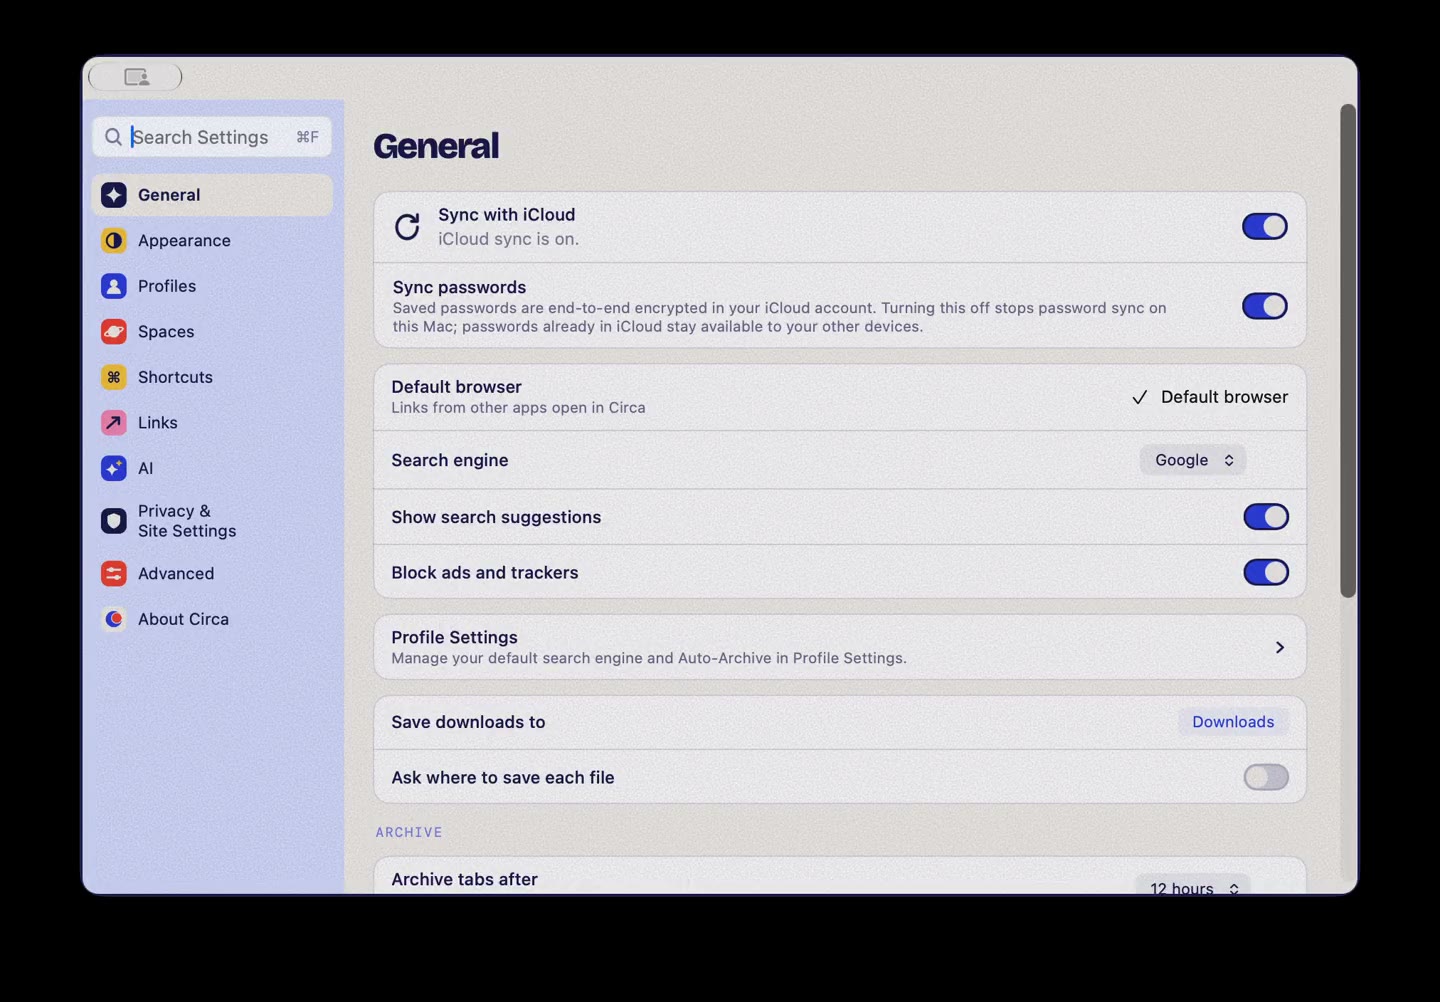 Search Settings ⌘F
General
Appearance
Profiles
Spaces
Shortcuts
Links
AI
Privacy &
Site Settings
Advanced
About Circa
General
Sync with iCloud
iCloud sync is on.
Sync passwords
Saved passwords are end-to-end encrypted in your iCloud account. Turning this off stops password sync on
this Mac; passwords already in iCloud stay available to your other devices.
Default browser
Links from other apps open in Circa
Default browser
Search engine
Google
Show search suggestions
Block ads and trackers
Profile Settings
Manage your default search engine and Auto-Archive in Profile Settings.
Save downloads to
Downloads
Ask where to save each file
ARCHIVE
Archive tabs after
12 hours